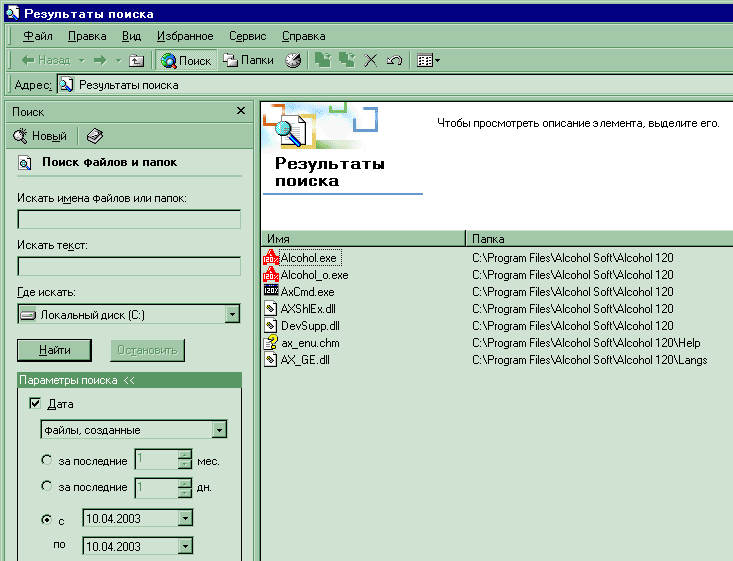 Результаты поиска
Файл Правка Вид Избранное Сервис Справка
Назад Поиск Папки
Адрес: Результаты поиска
Поиск
Новый
Поиск файлов и папок
Искать имена файлов или папок:
Искать текст:
Где искать:
Локальный диск (C:)
Найти Остановить
Параметры поиска <<
Дата
файлы, созданные
за последние 1 мес.
за последние 1 дн.
с 10.04.2003
по 10.04.2003
Чтобы просмотреть описание элемента, выделите его.
Результаты
поиска
Имя Папка
Alcohol.exe C:\Program Files\Alcohol Soft\Alcohol 120
Alcohol_o.exe C:\Program Files\Alcohol Soft\Alcohol 120
AxCmd.exe C:\Program Files\Alcohol Soft\Alcohol 120
AXShlEx.dll C:\Program Files\Alcohol Soft\Alcohol 120
DevSupp.dll C:\Program Files\Alcohol Soft\Alcohol 120
ax_enu.chm C:\Program Files\Alcohol Soft\Alcohol 120\Help
AX_GE.dll C:\Program Files\Alcohol Soft\Alcohol 120\Langs